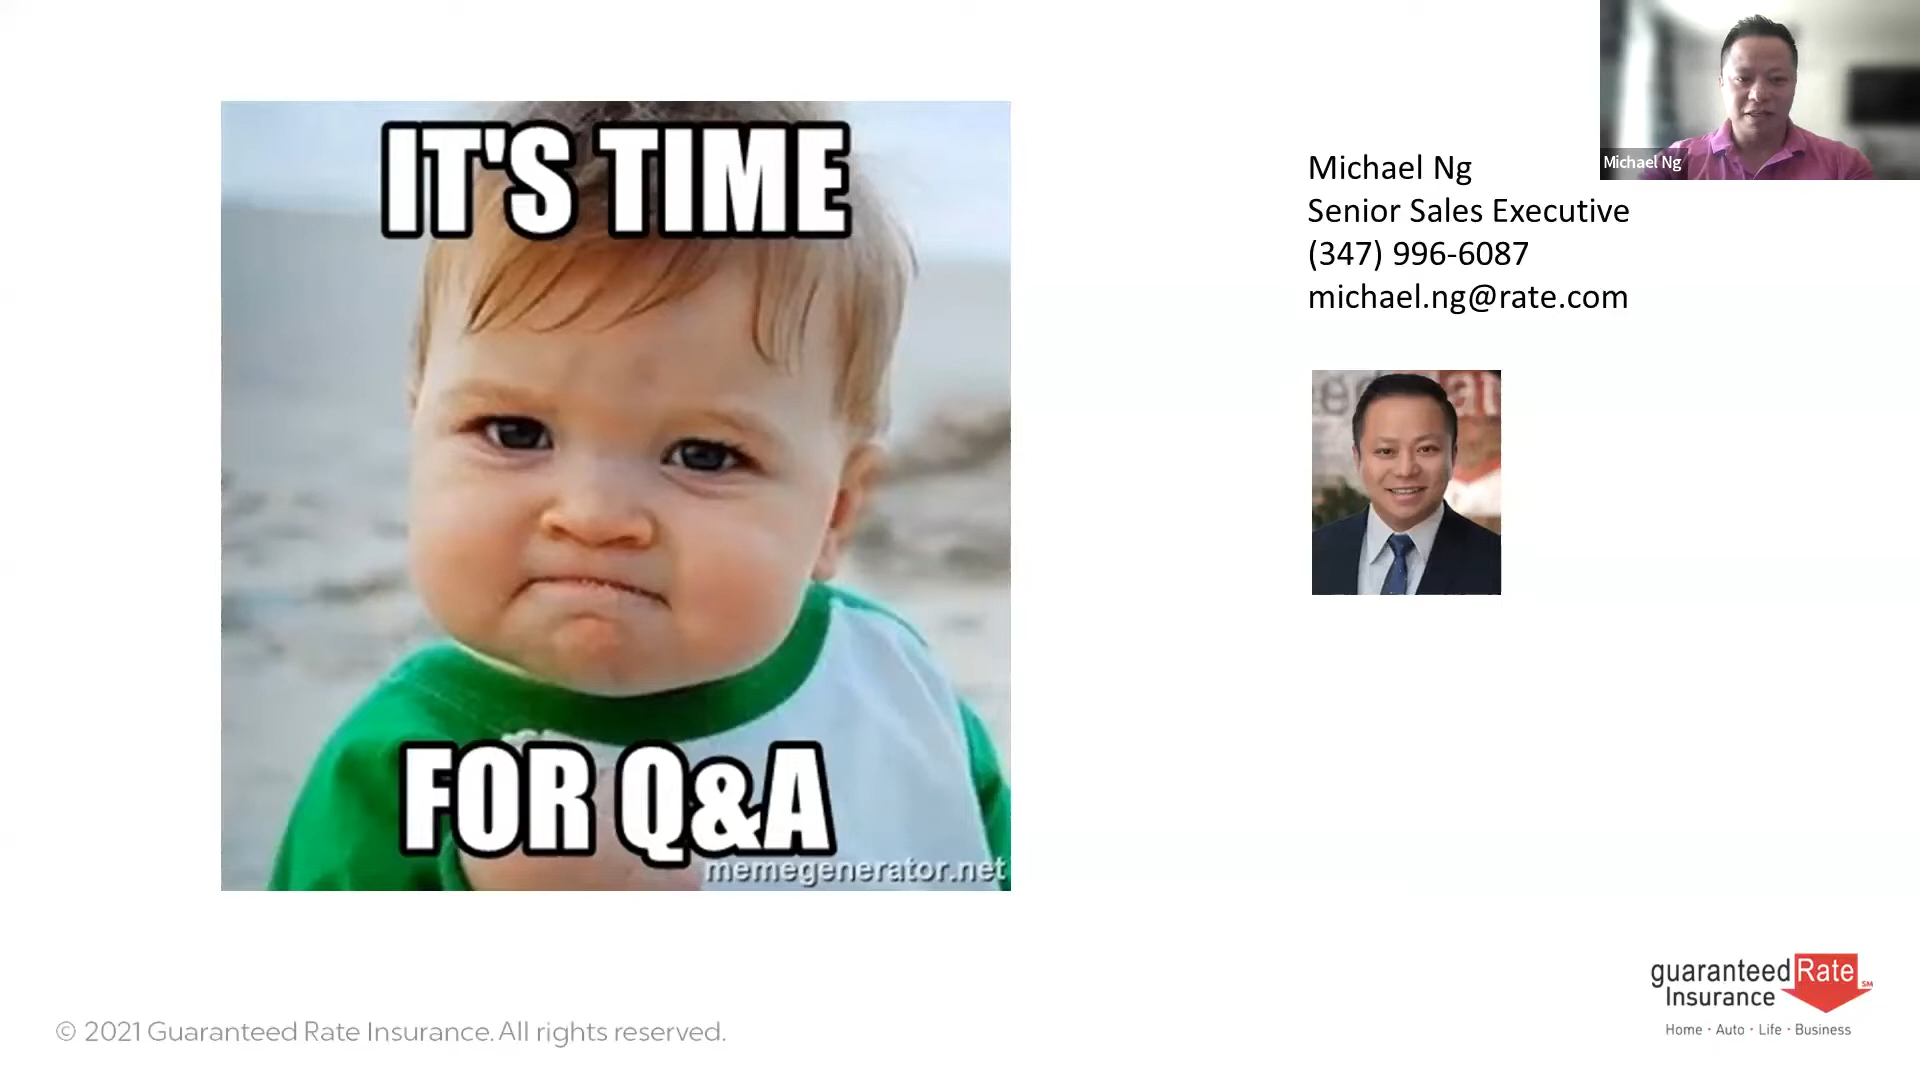 IT'S TIME
FOR Q&A
memegenerator.net
Michael Ng
Senior Sales Executive
(347) 996-6087
michael.ng@rate.com
Michael Ng
guaranteed Rate SM
Insurance
Home · Auto · Life · Business
© 2021 Guaranteed Rate Insurance. All rights reserved.